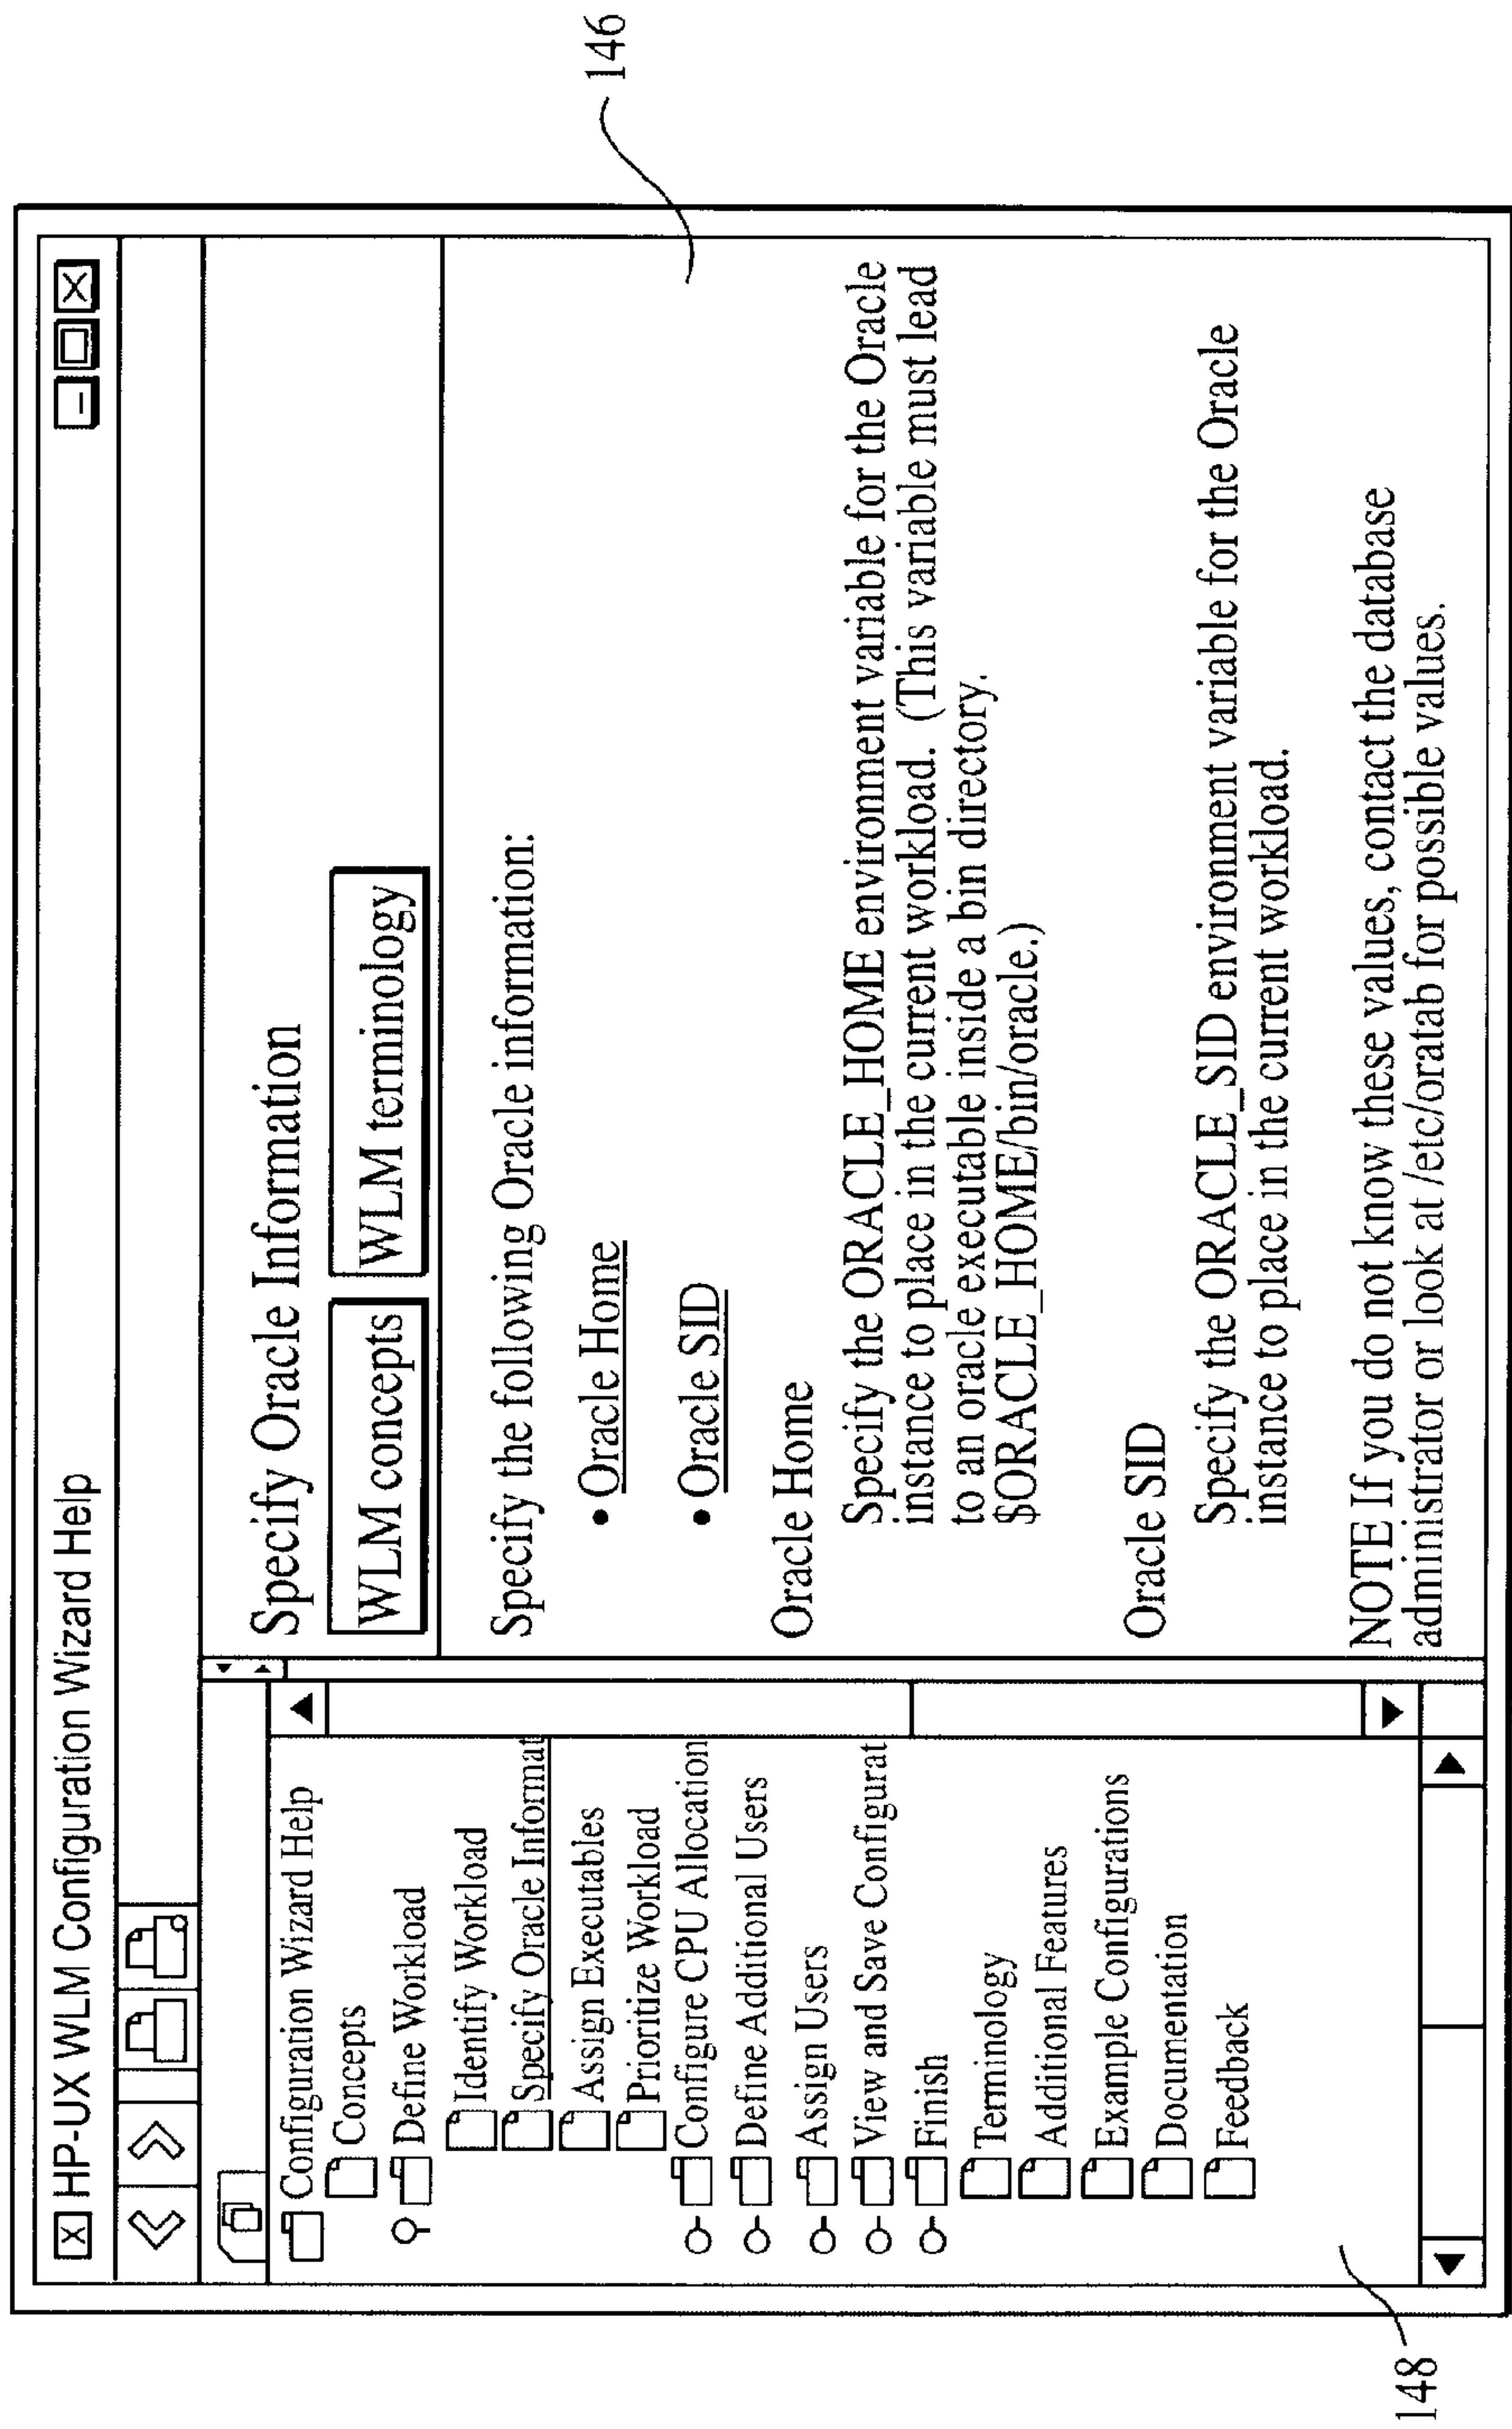 HP-UX WLM Configuration Wizard Help
Configuration Wizard Help
Concepts
Define Workload
Identify Workload
Specify Oracle Informat
Assign Executables
Prioritize Workload
Configure CPU Allocation
Define Additional Users
Assign Users
View and Save Configurat
Finish
Terminology
Additional Features
Example Configurations
Documentation
Feedback
148
Specify Oracle Information
WLM concepts WLM terminology
Specify the following Oracle information:
• Oracle Home
• Oracle SID
Oracle Home
Specify the ORACLE_HOME environment variable for the Oracle
instance to place in the current workload. (This variable must lead
to an oracle executable inside a bin directory.
$ORACLE_HOME/bin/oracle.)
Oracle SID
Specify the ORACLE_SID environment variable for the Oracle
instance to place in the current workload.
NOTE If you do not know these values, contact the database
administrator or look at /etc/oratab for possible values.
146